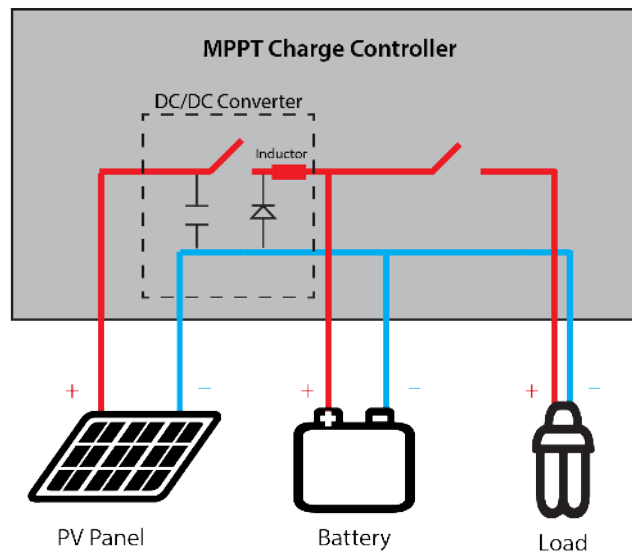 MPPT Charge Controller
DC/DC Converter
Inductor
+ − + − + −
PV Panel Battery Load